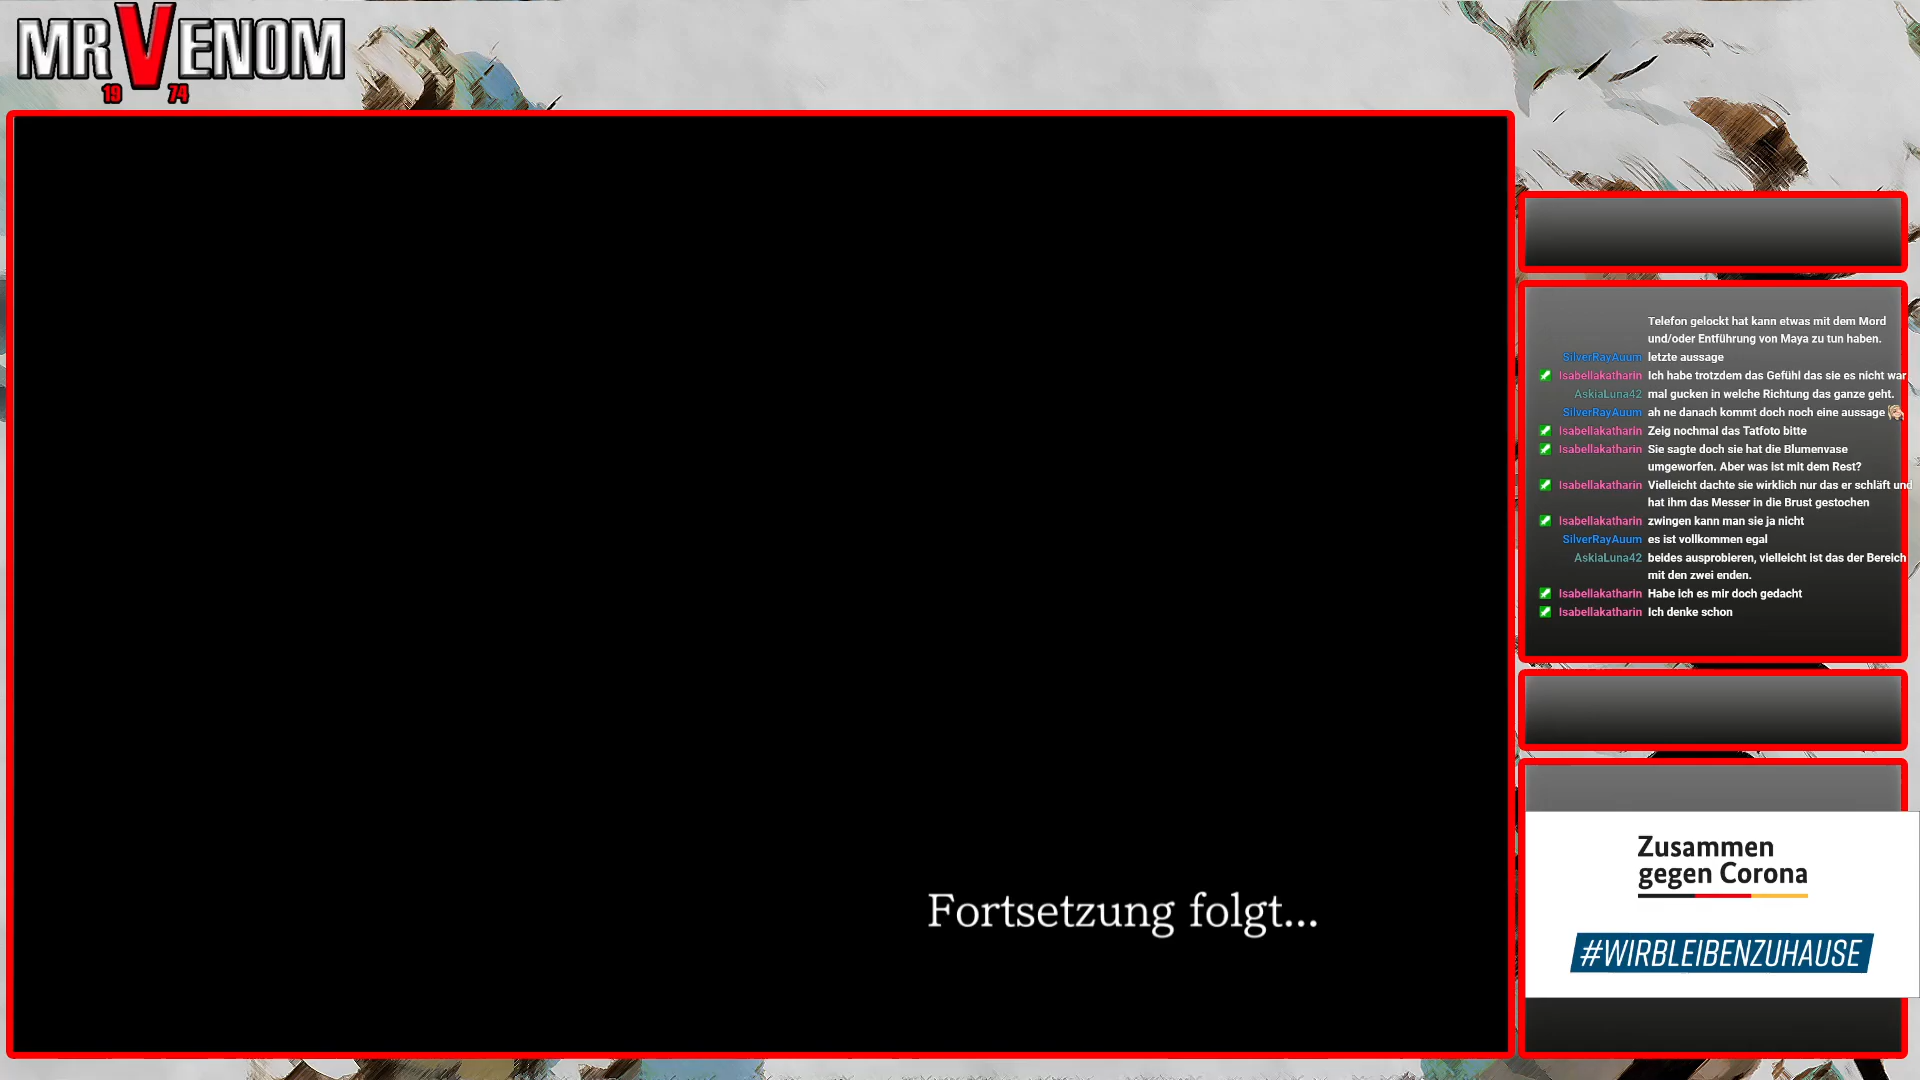 MRVENOM
19 74
Telefon gelockt hat kann etwas mit dem Mord
und/oder Entführung von Maya zu tun haben.
SilverRayAuum letzte aussage
Isabellakatharin Ich habe trotzdem das Gefühl das sie es nicht war
AskiaLuna42 mal gucken in welche Richtung das ganze geht.
SilverRayAuum ah ne danach kommt doch noch eine aussage
Isabellakatharin Zeig nochmal das Tatfoto bitte
Isabellakatharin Sie sagte doch sie hat die Blumenvase
umgeworfen. Aber was ist mit dem Rest?
Isabellakatharin Vielleicht dachte sie wirklich nur das er schläft und
hat ihm das Messer in die Brust gestochen
Isabellakatharin zwingen kann man sie ja nicht
SilverRayAuum es ist vollkommen egal
AskiaLuna42 beides ausprobieren, vielleicht ist das der Bereich
mit den zwei enden.
Isabellakatharin Habe ich es mir doch gedacht
Isabellakatharin Ich denke schon
Zusammen
gegen Corona
Fortsetzung folgt...
#WIRBLEIBENZUHAUSE